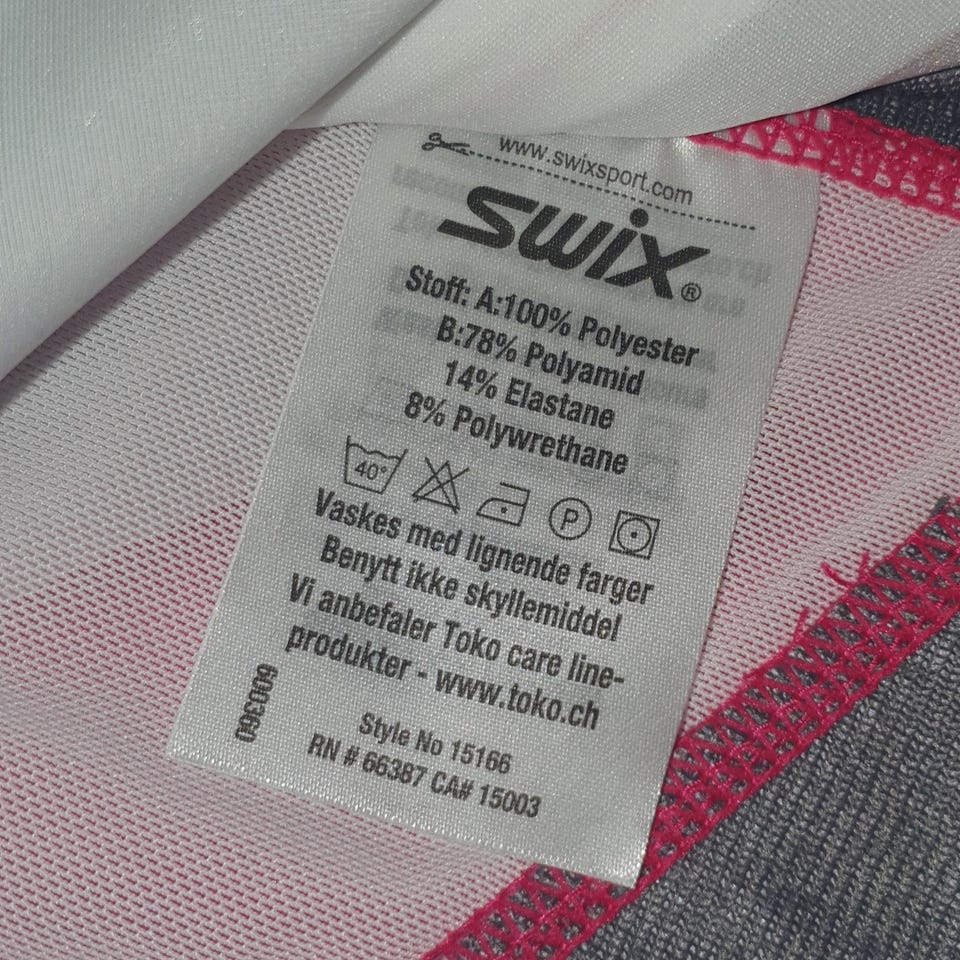 www.swixsport.com
swix®
Stoff: A:100% Polyester
B:78% Polyamid
14% Elastane
8% Polywrethane
40°
P
Vaskes med lignende farger
Benytt ikke skyllemiddel
Vi anbefaler Toko care line-
produkter - www.toko.ch
090360
Style No 15166
RN # 66387 CA# 15003